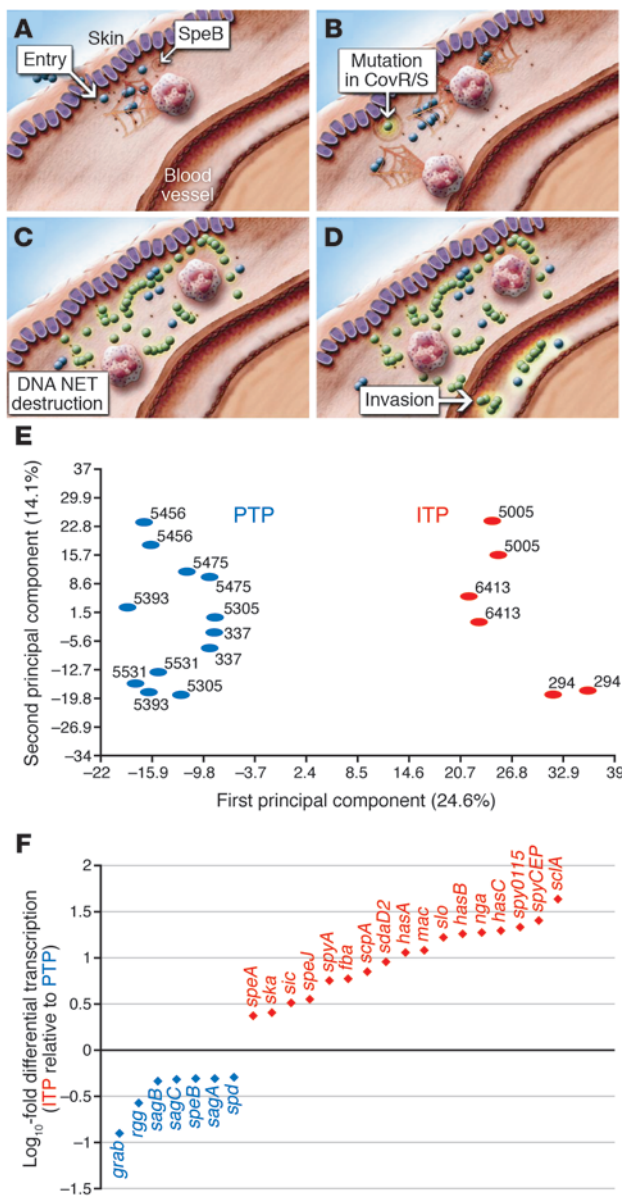 A
Skin
SpeB
Entry
Blood
vessel
B
Mutation
in CovR/S
C
DNA NET
destruction
D
Invasion
E
Second principal component (14.1%)
37
29.9
22.8
15.7
8.6
1.5
−5.6
−12.7
−19.8
−26.9
−34
PTP
ITP
5456
5456
5475
5475
5393
5305
337
337
5531
5531
5393
5305
5005
5005
6413
6413
294
294
−22
−15.9
−9.8
−3.7
2.4
8.5
14.6
20.7
26.8
32.9
39
First principal component (24.6%)
F
Log10-fold differential transcription
(ITP relative to PTP)
2
1.5
1
0.5
0
−0.5
−1
−1.5
grab
rgg
sagB
sagC
speB
sagA
spd
speA
ska
sic
speJ
spyA
fba
scpA
sdaD2
hasA
mac
slo
hasB
nga
hasC
spy0115
spyCEP
sclA